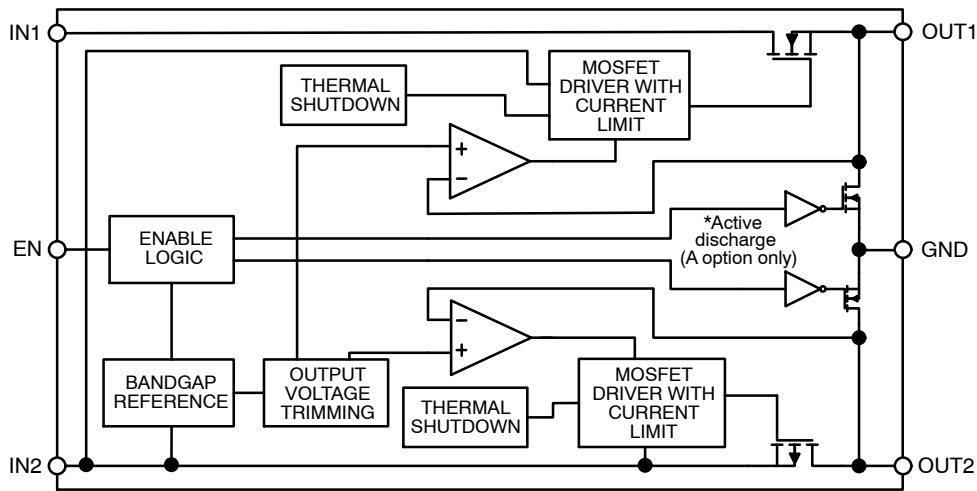 IN1
OUT1
THERMAL
SHUTDOWN
MOSFET
DRIVER WITH
CURRENT
LIMIT
+
−
EN
ENABLE
LOGIC
*Active
discharge
(A option only)
GND
−
+
BANDGAP
REFERENCE
OUTPUT
VOLTAGE
TRIMMING
THERMAL
SHUTDOWN
MOSFET
DRIVER WITH
CURRENT
LIMIT
IN2
OUT2